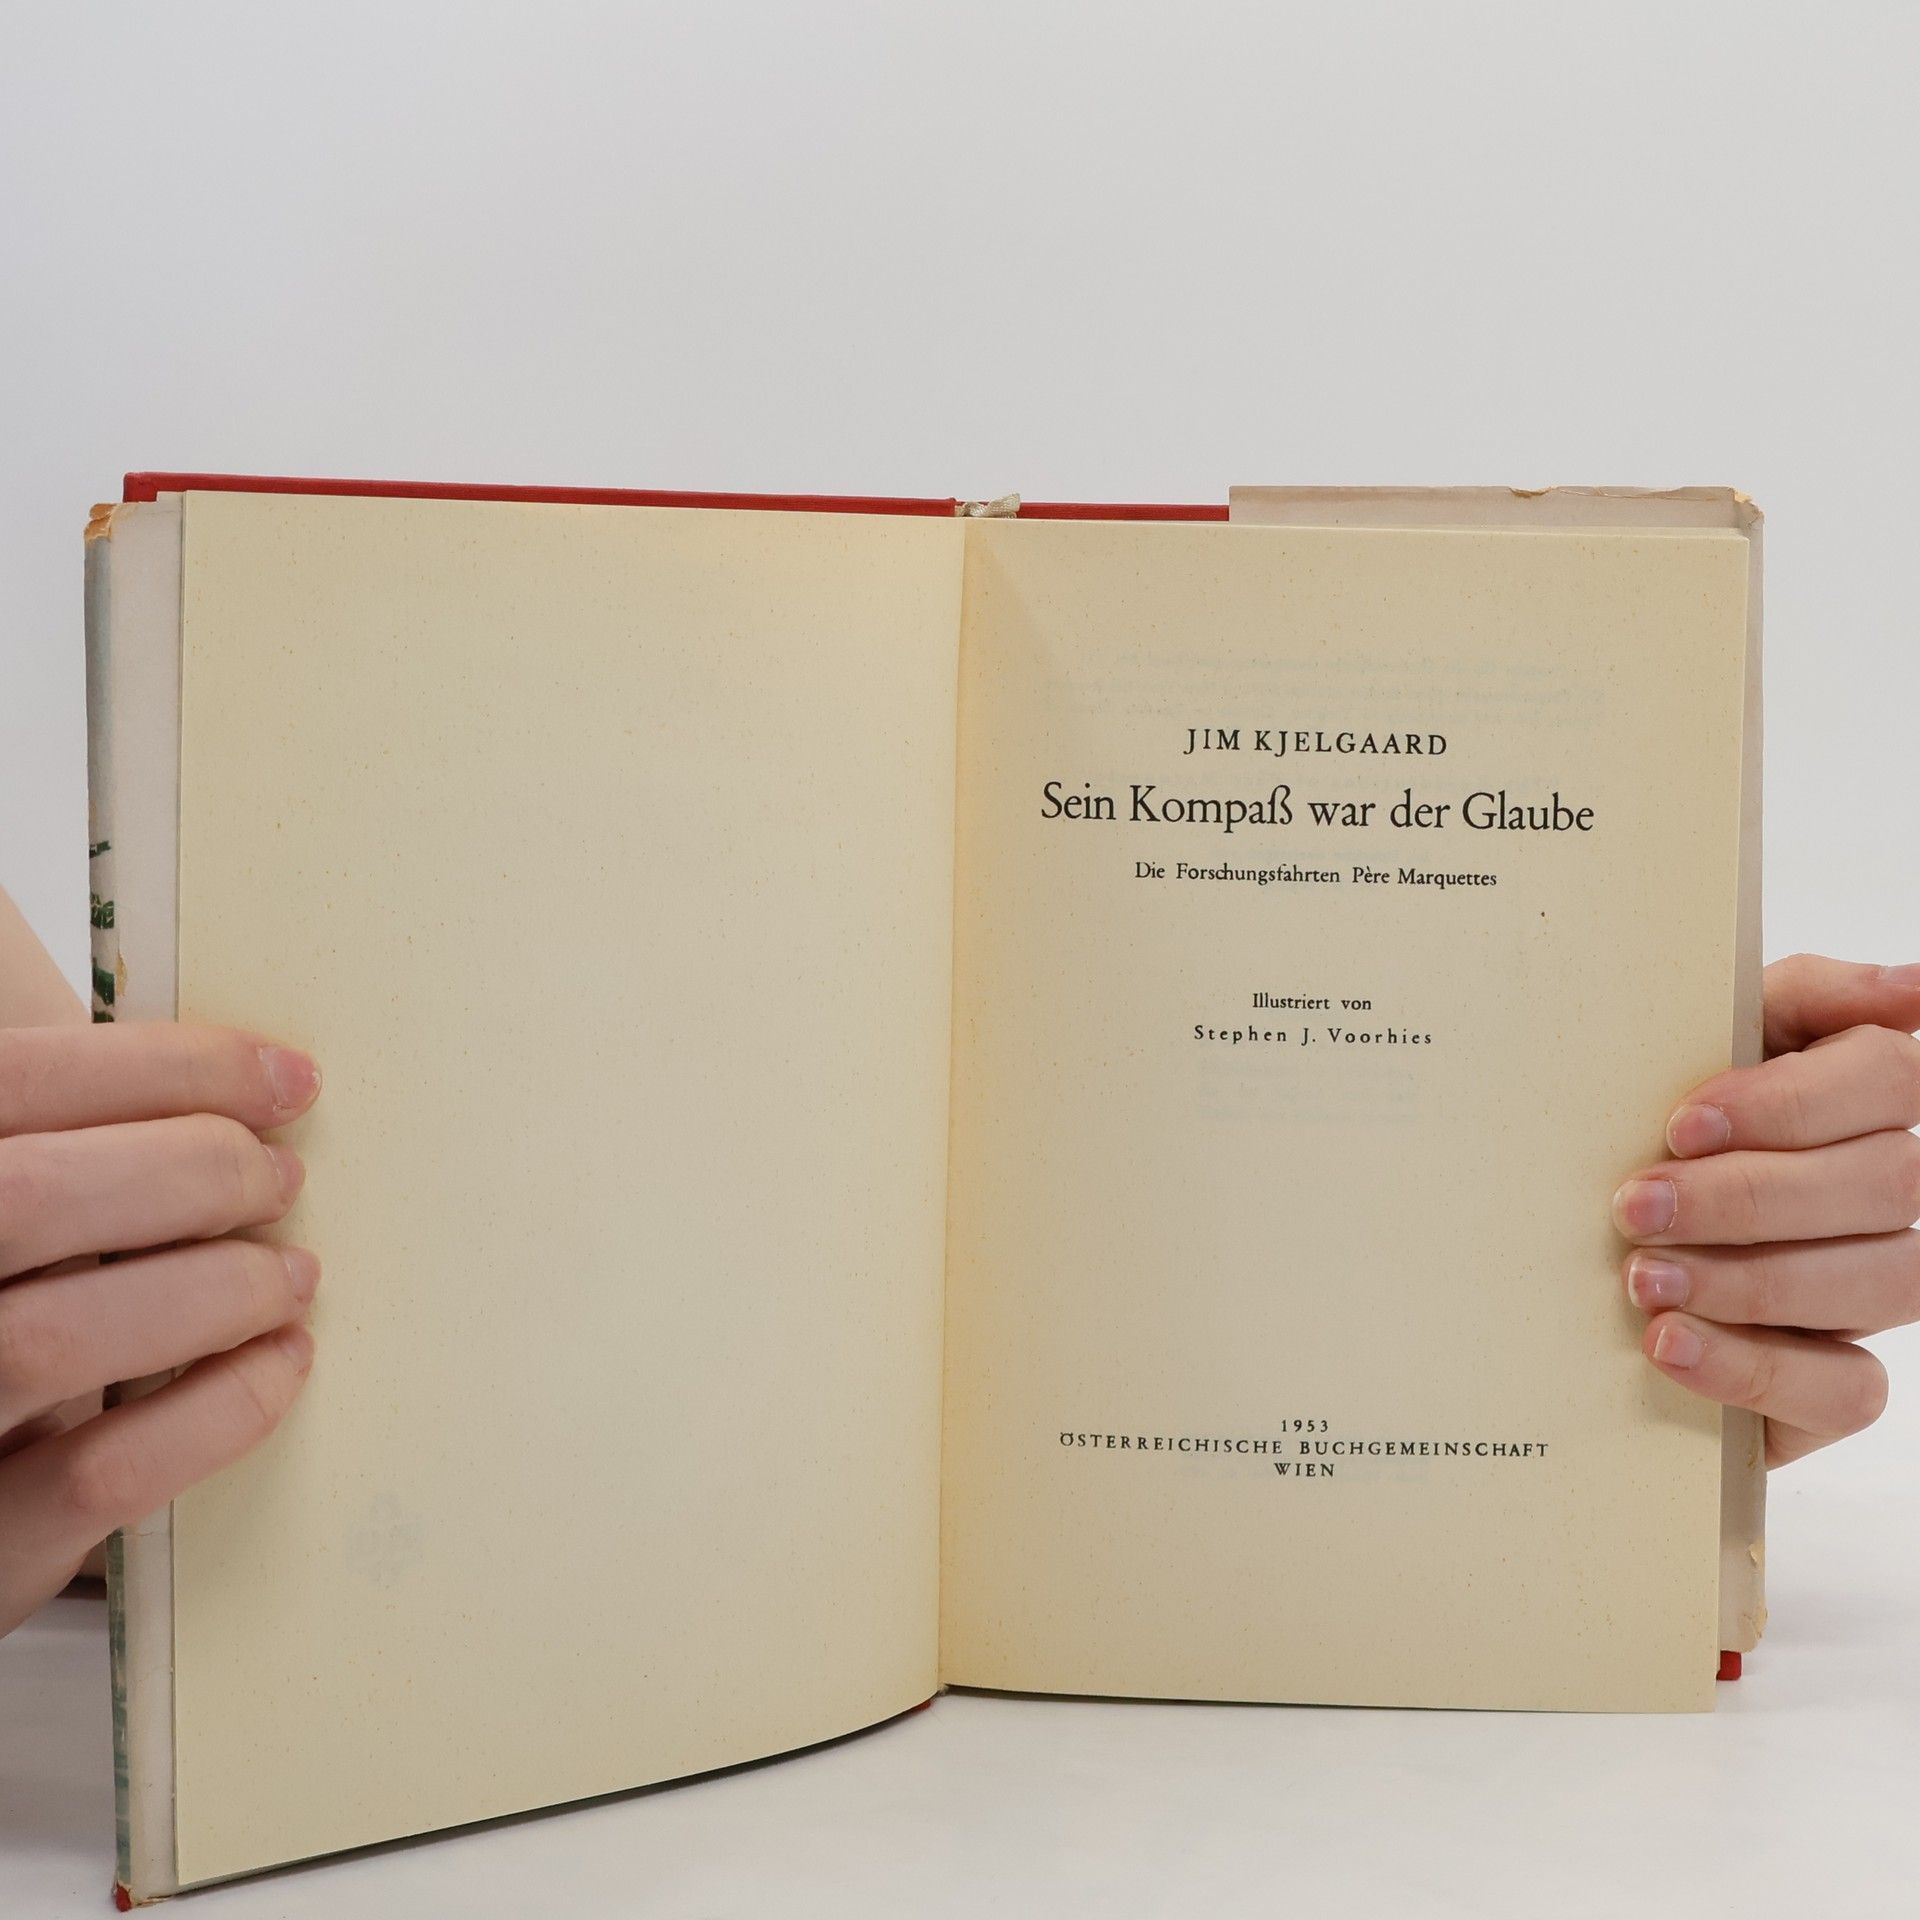 JIM KJELGAARD
Sein Kompaß war der Glaube
Die Forschungsfahrten Père Marquettes
Illustriert von
Stephen J. Voorhies
1953
ÖSTERREICHISCHE BUCHGEMEINSCHAFT
WIEN